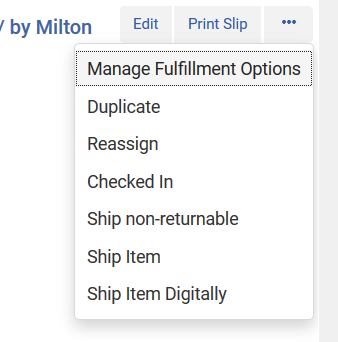 / by Milton Edit Print Slip •••
Manage Fulfillment Options
Duplicate
Reassign
Checked In
Ship non-returnable
Ship Item
Ship Item Digitally